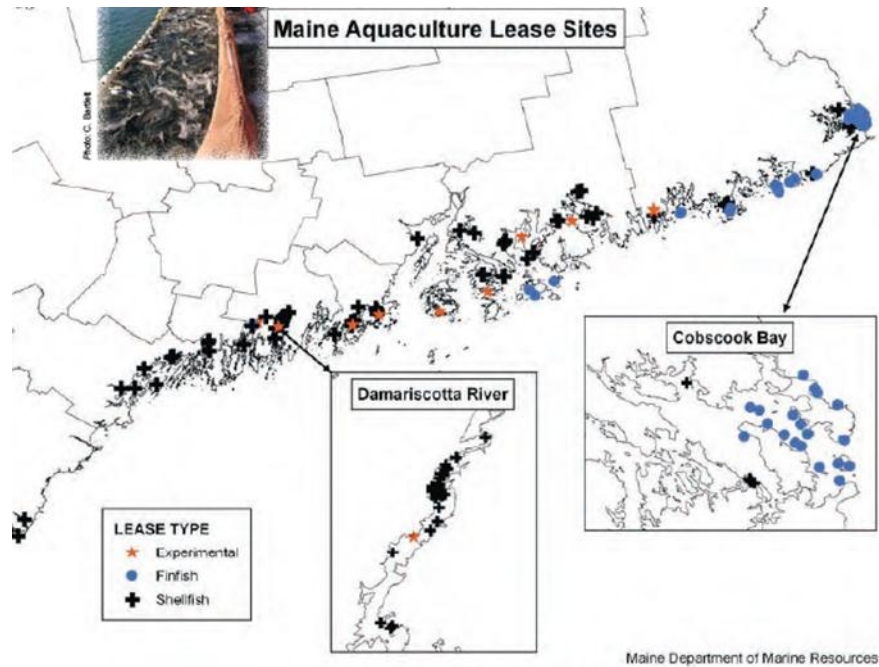 Maine Aquaculture Lease Sites
Photo: C. Bartlett
Cobscook Bay
Damariscotta River
LEASE TYPE
Experimental
Finfish
Shellfish
Maine Department of Marine Resources